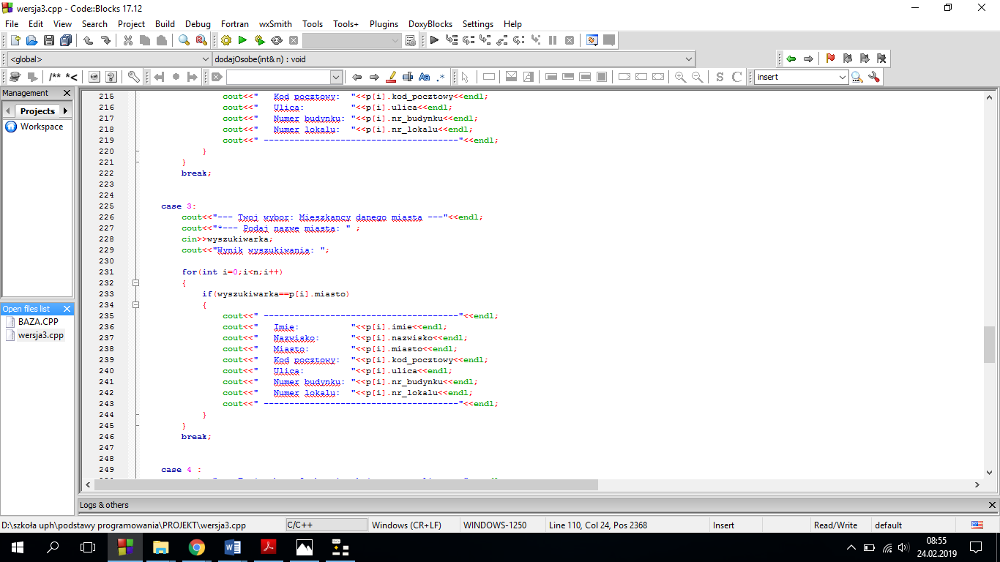 wersja3.cpp - Code::Blocks 17.12
File Edit View Search Project Build Debug Fortran wxSmith Tools Tools+ Plugins DoxyBlocks Settings Help
<global> dodajOsobe(int& n) : void
/** *< Aa .* S C insert
Management
Projects
Workspace
Open files list
BAZA.CPP
wersja3.cpp
215 cout<<"   Kod pocztowy:  "<<p[i].kod_pocztowy<<endl;
216 cout<<"   Ulica:         "<<p[i].ulica<<endl;
217 cout<<"   Numer budynku: "<<p[i].nr_budynku<<endl;
218 cout<<"   Numer lokalu:  "<<p[i].nr_lokalu<<endl;
219 cout<<" --------------------------------------"<<endl;
220 }
221 }
222 break;
223
224
225 case 3:
226 cout<<"--- Twoj wybor: Mieszkancy danego miasta ---"<<endl;
227 cout<<"*--- Podaj nazwe miasta: " ;
228 cin>>wyszukiwarka;
229 cout<<"Wynik wyszukiwania: ";
230
231 for(int i=0;i<n;i++)
232 {
233 if(wyszukiwarka==p[i].miasto)
234 {
235 cout<<" --------------------------------------"<<endl;
236 cout<<"   Imie:          "<<p[i].imie<<endl;
237 cout<<"   Nazwisko:      "<<p[i].nazwisko<<endl;
238 cout<<"   Miasto:        "<<p[i].miasto<<endl;
239 cout<<"   Kod pocztowy:  "<<p[i].kod_pocztowy<<endl;
240 cout<<"   Ulica:         "<<p[i].ulica<<endl;
241 cout<<"   Numer budynku: "<<p[i].nr_budynku<<endl;
242 cout<<"   Numer lokalu:  "<<p[i].nr_lokalu<<endl;
243 cout<<" --------------------------------------"<<endl;
244 }
245 }
246 break;
247
248
249 case 4 :
Logs & others
D:\szkoła uph\podstawy programowania\PROJEKT\wersja3.cpp C/C++ Windows (CR+LF) WINDOWS-1250 Line 110, Col 24, Pos 2368 Insert Read/Write default
08:55
24.02.2019